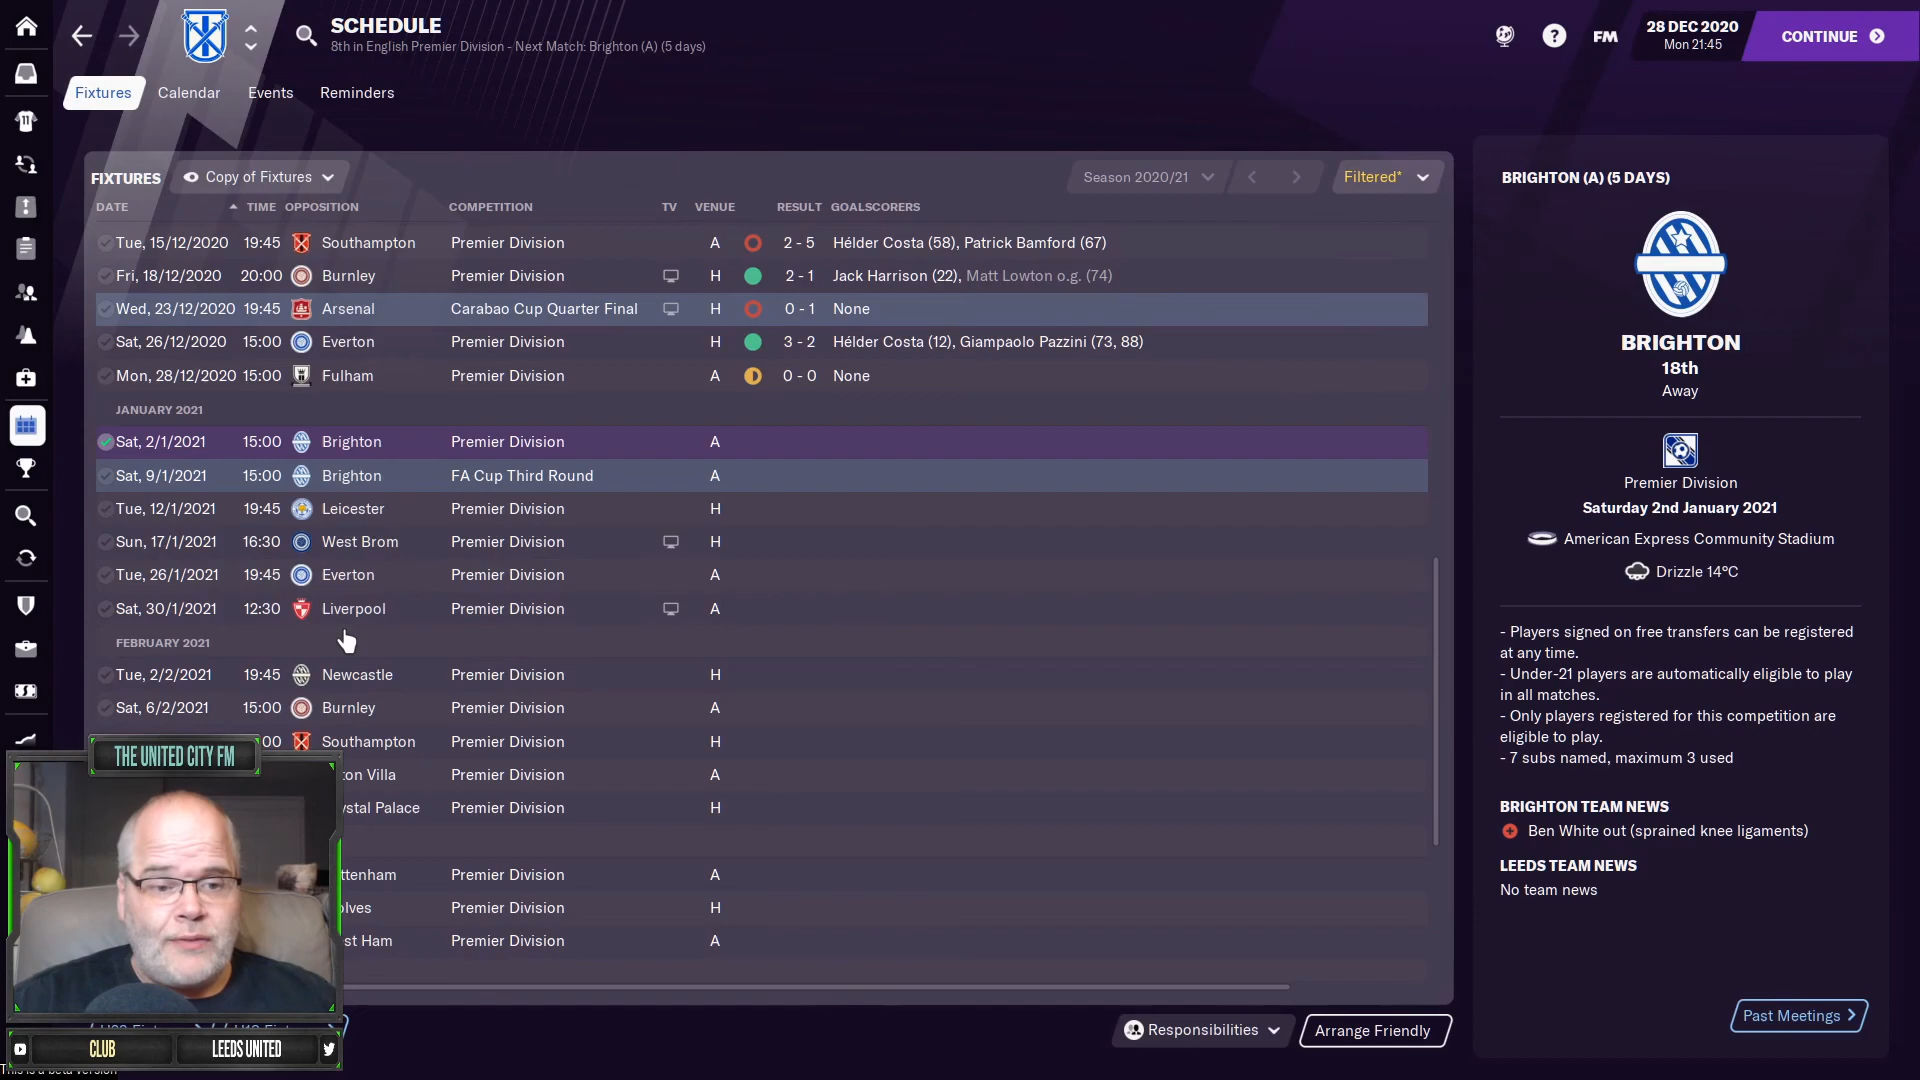 SCHEDULE
8th in English Premier Division - Next Match: Brighton (A) (5 days)
FM
28 DEC 2020
Mon 21:45
CONTINUE
Fixtures
Calendar
Events
Reminders
FIXTURES
Copy of Fixtures
Season 2020/21
Filtered*
DATE TIME OPPOSITION COMPETITION TV VENUE RESULT GOALSCORERS
Tue, 15/12/2020 19:45 Southampton Premier Division A 2 - 5 Hélder Costa (58), Patrick Bamford (67)
Fri, 18/12/2020 20:00 Burnley Premier Division H 2 - 1 Jack Harrison (22), Matt Lowton o.g. (74)
Wed, 23/12/2020 19:45 Arsenal Carabao Cup Quarter Final H 0 - 1 None
Sat, 26/12/2020 15:00 Everton Premier Division H 3 - 2 Hélder Costa (12), Giampaolo Pazzini (73, 88)
Mon, 28/12/2020 15:00 Fulham Premier Division A 0 - 0 None
JANUARY 2021
Sat, 2/1/2021 15:00 Brighton Premier Division A
Sat, 9/1/2021 15:00 Brighton FA Cup Third Round A
Tue, 12/1/2021 19:45 Leicester Premier Division H
Sun, 17/1/2021 16:30 West Brom Premier Division H
Tue, 26/1/2021 19:45 Everton Premier Division A
Sat, 30/1/2021 12:30 Liverpool Premier Division A
FEBRUARY 2021
Tue, 2/2/2021 19:45 Newcastle Premier Division H
Sat, 6/2/2021 15:00 Burnley Premier Division A
:00 Southampton Premier Division H
ton Villa Premier Division A
ystal Palace Premier Division H
ttenham Premier Division A
olves Premier Division H
st Ham Premier Division A
Responsibilities
Arrange Friendly
BRIGHTON (A) (5 DAYS)
BRIGHTON
18th
Away
Premier Division
Saturday 2nd January 2021
American Express Community Stadium
Drizzle 14°C
- Players signed on free transfers can be registered
at any time.
- Under-21 players are automatically eligible to play
in all matches.
- Only players registered for this competition are
eligible to play.
- 7 subs named, maximum 3 used
BRIGHTON TEAM NEWS
Ben White out (sprained knee ligaments)
LEEDS TEAM NEWS
No team news
Past Meetings
THE UNITED CITY FM
CLUB
LEEDS UNITED